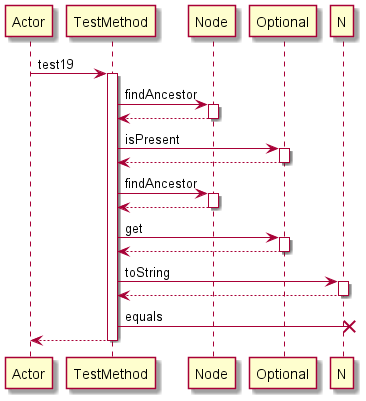 Actor TestMethod Node Optional N
test19
findAncestor
isPresent
findAncestor
get
toString
equals
Actor TestMethod Node Optional N